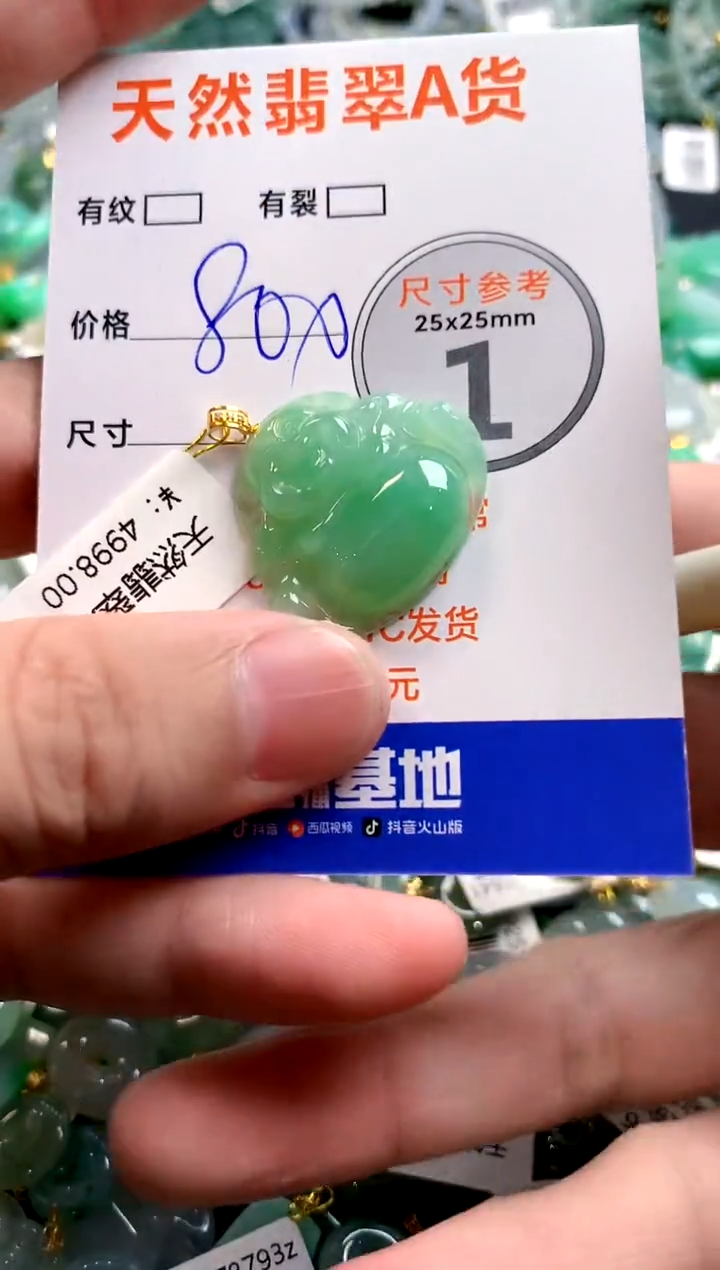 天然翡翠A货
有纹 有裂
价格 80x
尺寸参考
25x25mm
1
尺寸
¥: 4998.00
天然翡翠
发货
元
基地
抖音 西瓜视频 抖音火山版
9793z